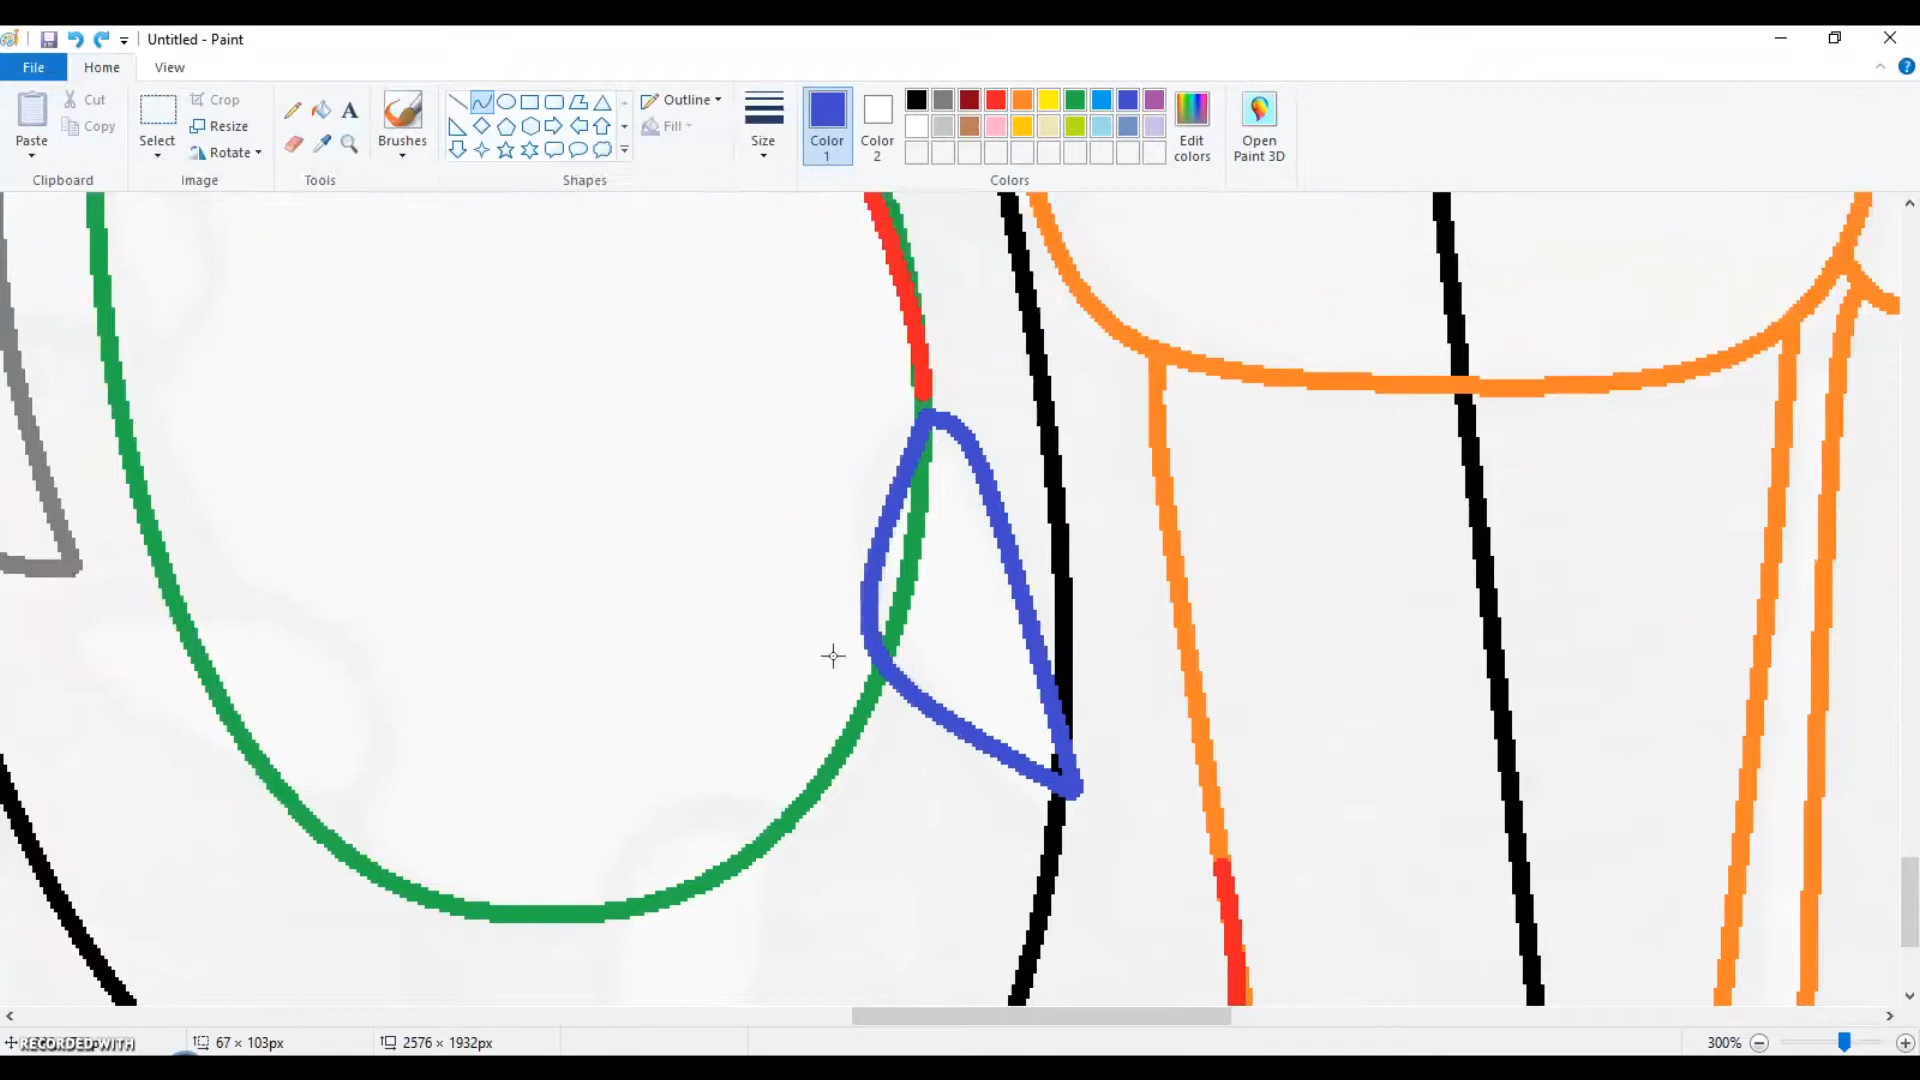 Untitled - Paint
File Home View
Paste
Cut
Copy
Clipboard
Select
Crop
Resize
Rotate
Image
A
Tools
Brushes
Shapes
Outline
Fill
Size
Color
1
Color
2
Colors
Edit
colors
Open
Paint 3D
RECORDED WITH
67 × 103px
2576 × 1932px
300%